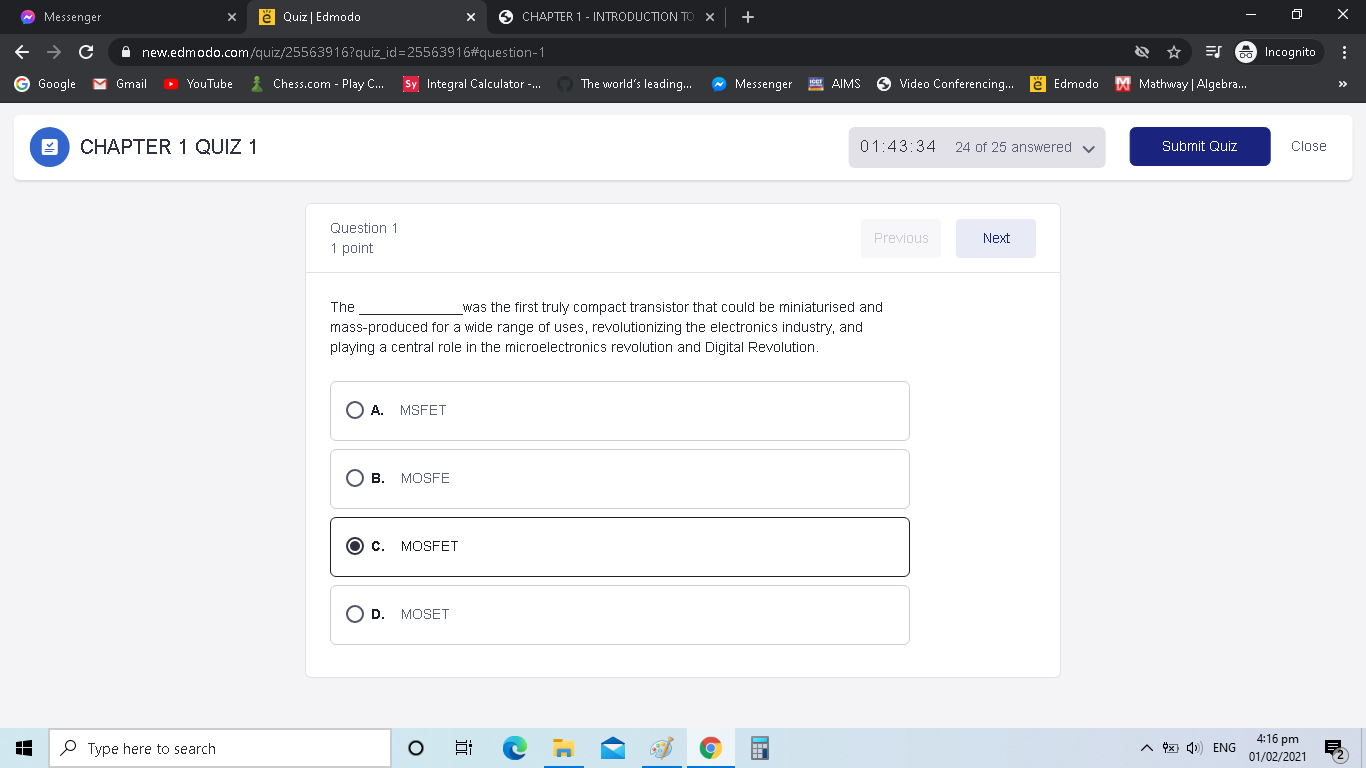 Messenger
Quiz | Edmodo
CHAPTER 1 - INTRODUCTION TO
new.edmodo.com/quiz/25563916?quiz_id=25563916#question-1
Incognito
Google
Gmail
YouTube
Chess.com - Play C...
Sy
Integral Calculator -...
The world's leading...
Messenger
AIMS
Video Conferencing...
Edmodo
Mathway | Algebra...
»
CHAPTER 1 QUIZ 1
01:43:34 24 of 25 answered
Submit Quiz
Close
Question 1
1 point
Previous
Next
The _____________was the first truly compact transistor that could be miniaturised and
mass-produced for a wide range of uses, revolutionizing the electronics industry, and
playing a central role in the microelectronics revolution and Digital Revolution.
A. MSFET
B. MOSFE
C. MOSFET
D. MOSET
Type here to search
ENG
4:16 pm
01/02/2021
2